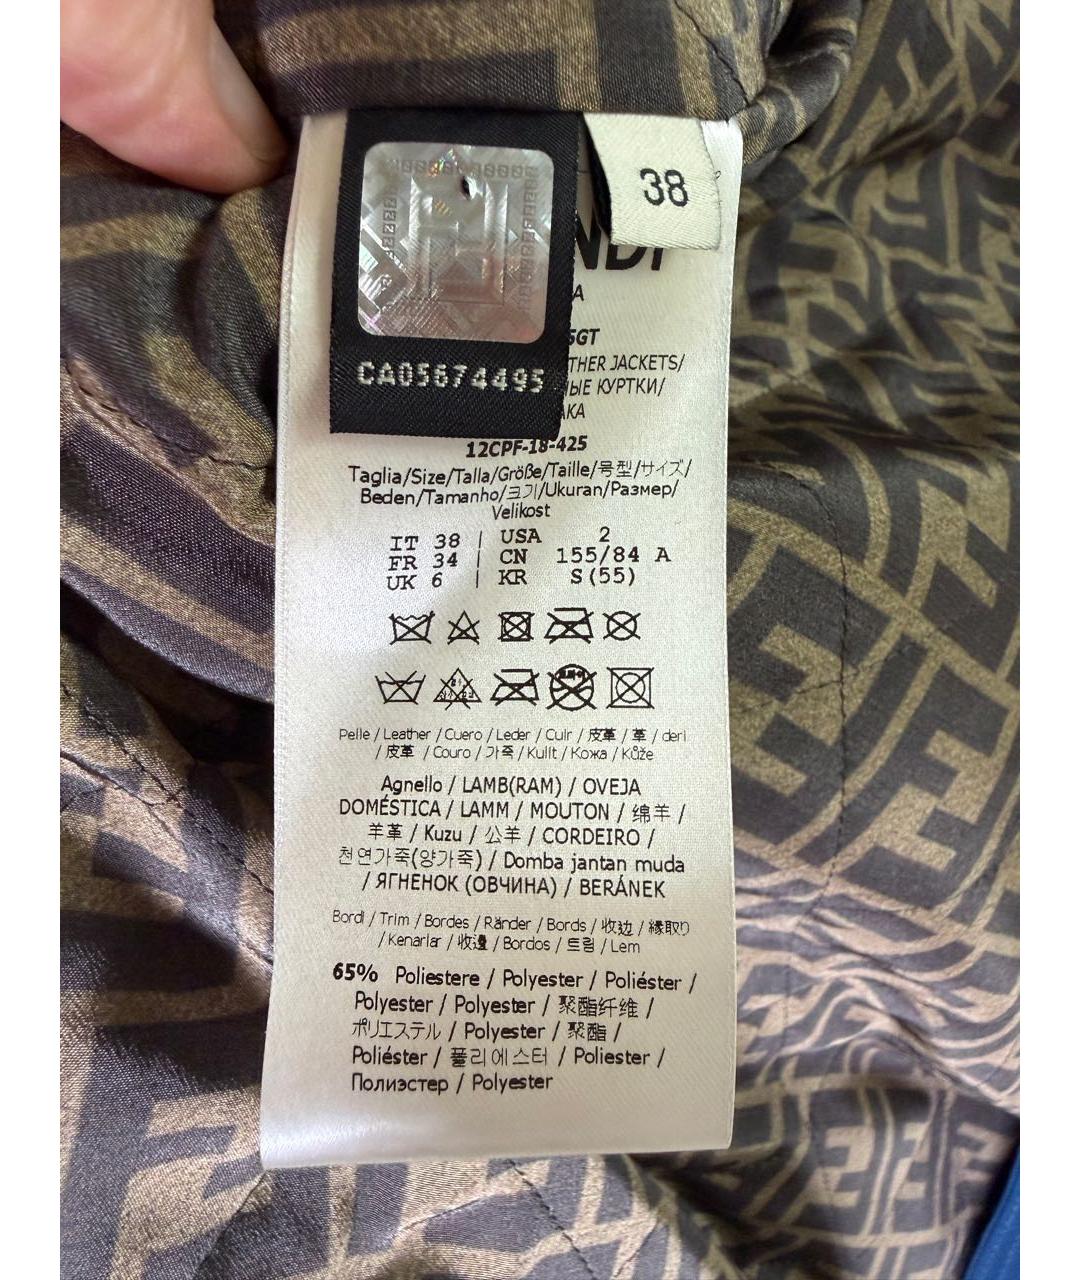 38
NDI
A
CA05674495
5GT
THER JACKETS/
ЫЕ КУРТКИ/
AKA
12CPF-18-425
Taglia/Size/Talla/Größe/Taille/号型/サイズ/
Beden/Tamanho/크기/Ukuran/Размер/
Velikost
IT 38 | USA 2
FR 34 | CN 155/84 A
UK 6 | KR S(55)
Pelle / Leather / Cuero / Leder / Cuir / 皮革 / 革 / deri
/ 皮革 / Couro / 가죽 / Kulit / Кожа / Kůže
Agnello / LAMB(RAM) / OVEJA
DOMÉSTICA / LAMM / MOUTON / 绵羊 /
羊革 / Kuzu / 公羊 / CORDEIRO /
천연가죽(양가죽) / Domba jantan muda
/ ЯГНЕНОК (ОВЧИНА) / BERÁNEK
Bordi / Trim / Bordes / Ränder / Bords / 收边 / 縁取り
/ Kenarlar / 收邊 / Bordos / 트림 / Lem
65% Poliestere / Polyester / Poliéster /
Polyester / Polyester / 聚酯纤维 /
ポリエステル / Polyester / 聚酯 /
Poliéster / 폴리에스터 / Poliester /
Полиэстер / Polyester